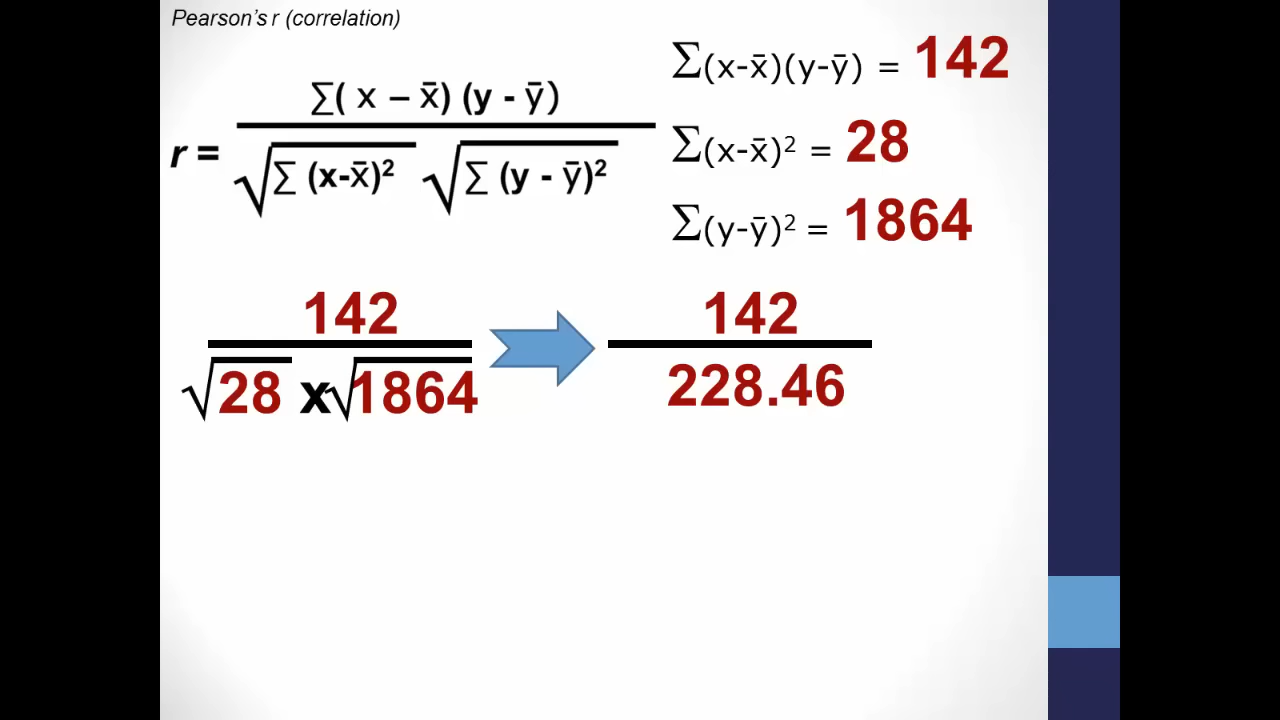 Pearson's r (correlation)
r = ∑( x – x̄) (y - ȳ)
√∑ (x-x̄)² √∑ (y - ȳ)²
∑(x-x̄)(y-ȳ) = 142
∑(x-x̄)² = 28
∑(y-ȳ)² = 1864
142
√28 x √1864
142
228.46